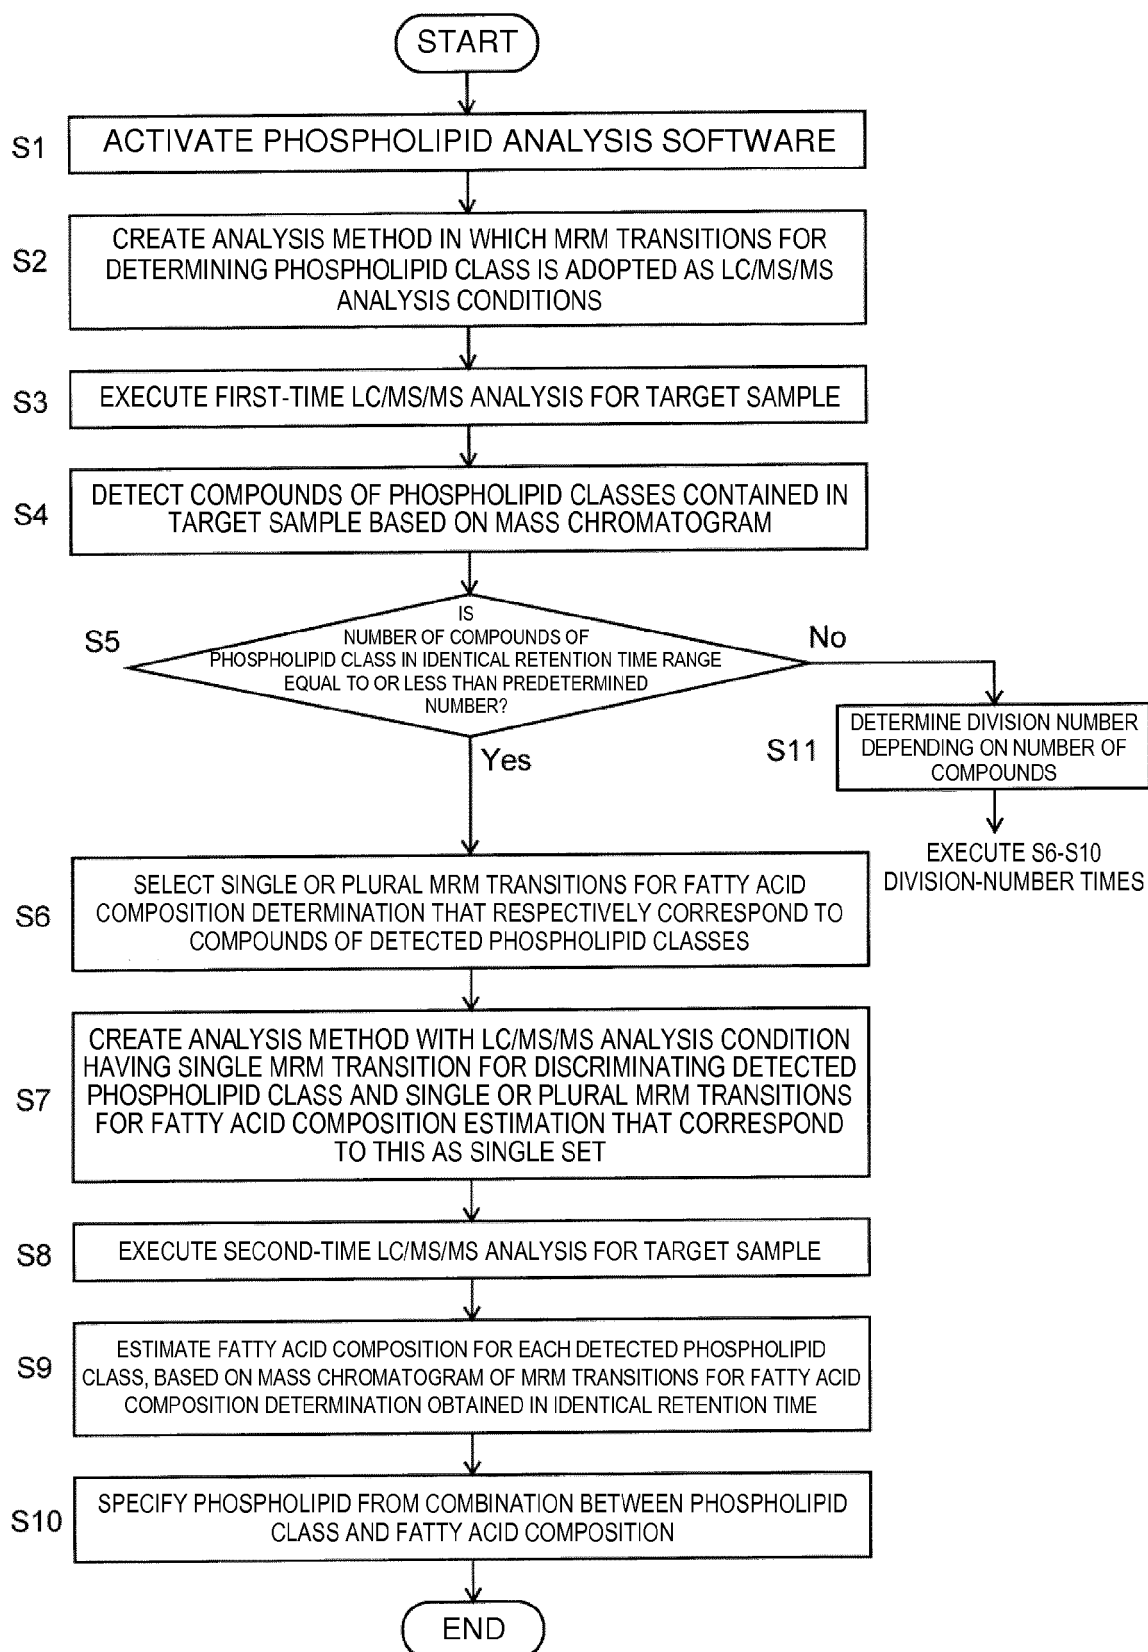 START
S1
ACTIVATE PHOSPHOLIPID ANALYSIS SOFTWARE
S2
CREATE ANALYSIS METHOD IN WHICH MRM TRANSITIONS FOR
DETERMINING PHOSPHOLIPID CLASS IS ADOPTED AS LC/MS/MS
ANALYSIS CONDITIONS
S3
EXECUTE FIRST-TIME LC/MS/MS ANALYSIS FOR TARGET SAMPLE
S4
DETECT COMPOUNDS OF PHOSPHOLIPID CLASSES CONTAINED IN
TARGET SAMPLE BASED ON MASS CHROMATOGRAM
S5
IS
NUMBER OF COMPOUNDS OF
PHOSPHOLIPID CLASS IN IDENTICAL RETENTION TIME RANGE
EQUAL TO OR LESS THAN PREDETERMINED
NUMBER?
No
Yes
S11
DETERMINE DIVISION NUMBER
DEPENDING ON NUMBER OF
COMPOUNDS
EXECUTE S6-S10
DIVISION-NUMBER TIMES
S6
SELECT SINGLE OR PLURAL MRM TRANSITIONS FOR FATTY ACID
COMPOSITION DETERMINATION THAT RESPECTIVELY CORRESPOND TO
COMPOUNDS OF DETECTED PHOSPHOLIPID CLASSES
S7
CREATE ANALYSIS METHOD WITH LC/MS/MS ANALYSIS CONDITION
HAVING SINGLE MRM TRANSITION FOR DISCRIMINATING DETECTED
PHOSPHOLIPID CLASS AND SINGLE OR PLURAL MRM TRANSITIONS
FOR FATTY ACID COMPOSITION ESTIMATION THAT CORRESPOND
TO THIS AS SINGLE SET
S8
EXECUTE SECOND-TIME LC/MS/MS ANALYSIS FOR TARGET SAMPLE
S9
ESTIMATE FATTY ACID COMPOSITION FOR EACH DETECTED PHOSPHOLIPID
CLASS, BASED ON MASS CHROMATOGRAM OF MRM TRANSITIONS FOR FATTY ACID
COMPOSITION DETERMINATION OBTAINED IN IDENTICAL RETENTION TIME
S10
SPECIFY PHOSPHOLIPID FROM COMBINATION BETWEEN PHOSPHOLIPID
CLASS AND FATTY ACID COMPOSITION
END